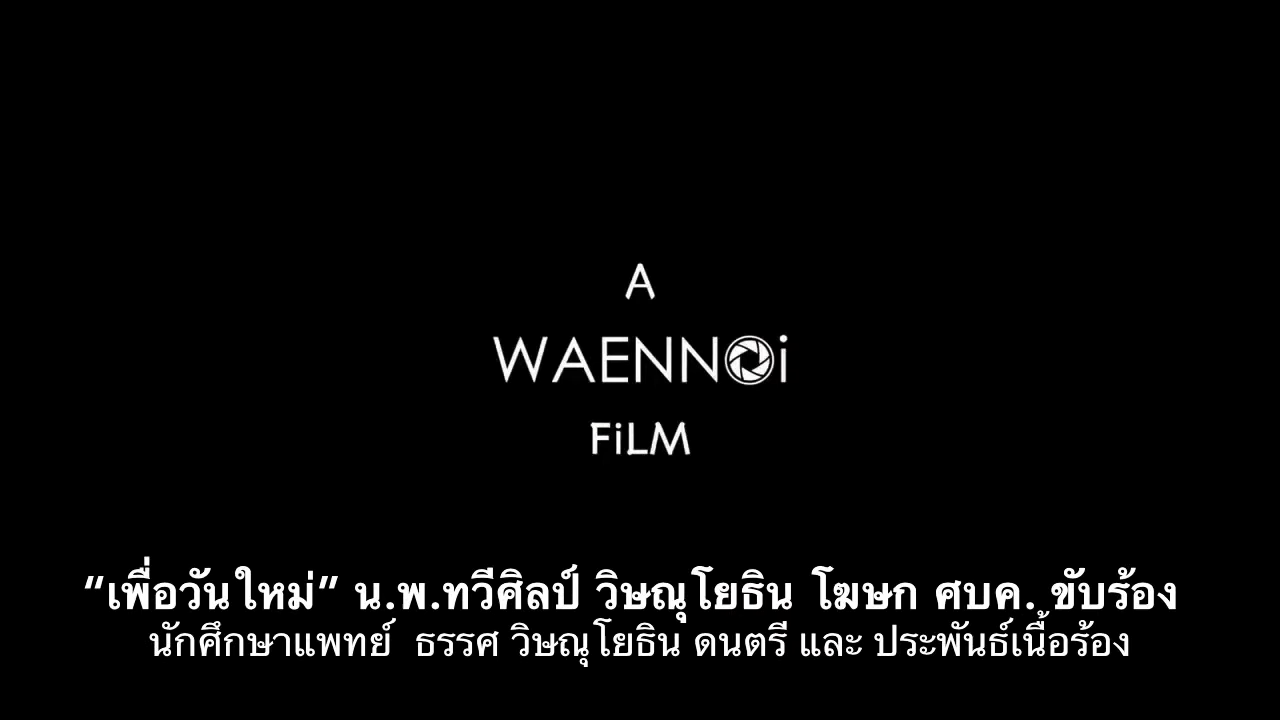 A
WAENNOi
FiLM
“เพื่อวันใหม่” น.พ.ทวีศิลป์ วิษณุโยธิน โฆษก ศบค. ขับร้อง
นักศึกษาแพทย์ ธรรศ วิษณุโยธิน ดนตรี และ ประพันธ์เนื้อร้อง